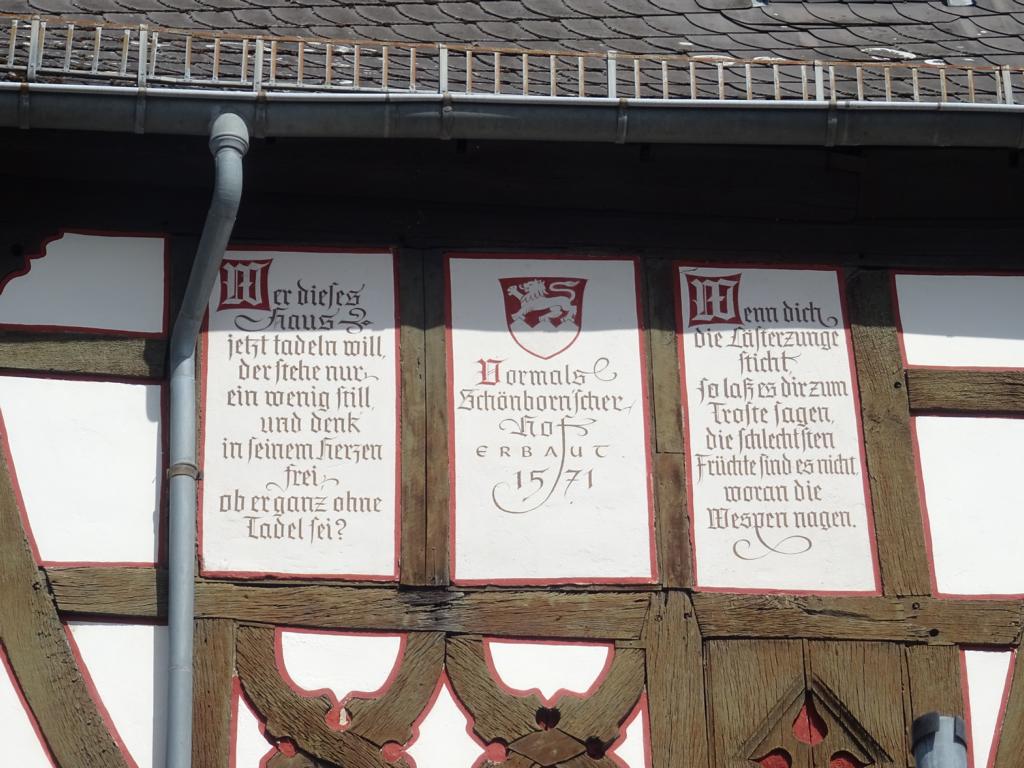 Wer dieses
Haus
jetzt tadeln will,
der stehe nur
ein wenig still
und denk
in seinem Herzen
frei,
ob er ganz ohne
Tadel sei?
Vormals
Schönborn'scher
Hof
ERBAUT
1571
Wenn dich
die Lästerzunge
sticht,
so laß es dir zum
Troste sagen,
die schlechtsten
Früchte sind es nicht,
woran die
Wespen nagen.